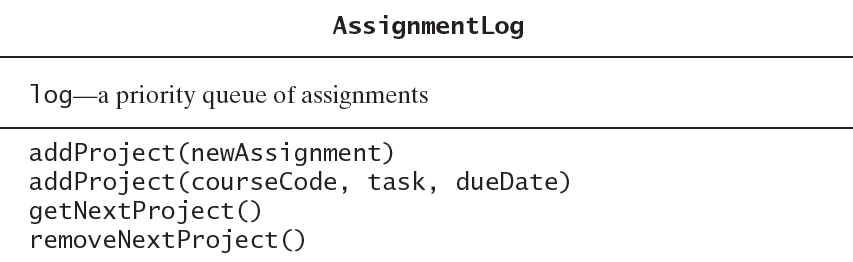 AssignmentLog
log—a priority queue of assignments
addProject(newAssignment)
addProject(courseCode, task, dueDate)
getNextProject()
removeNextProject()